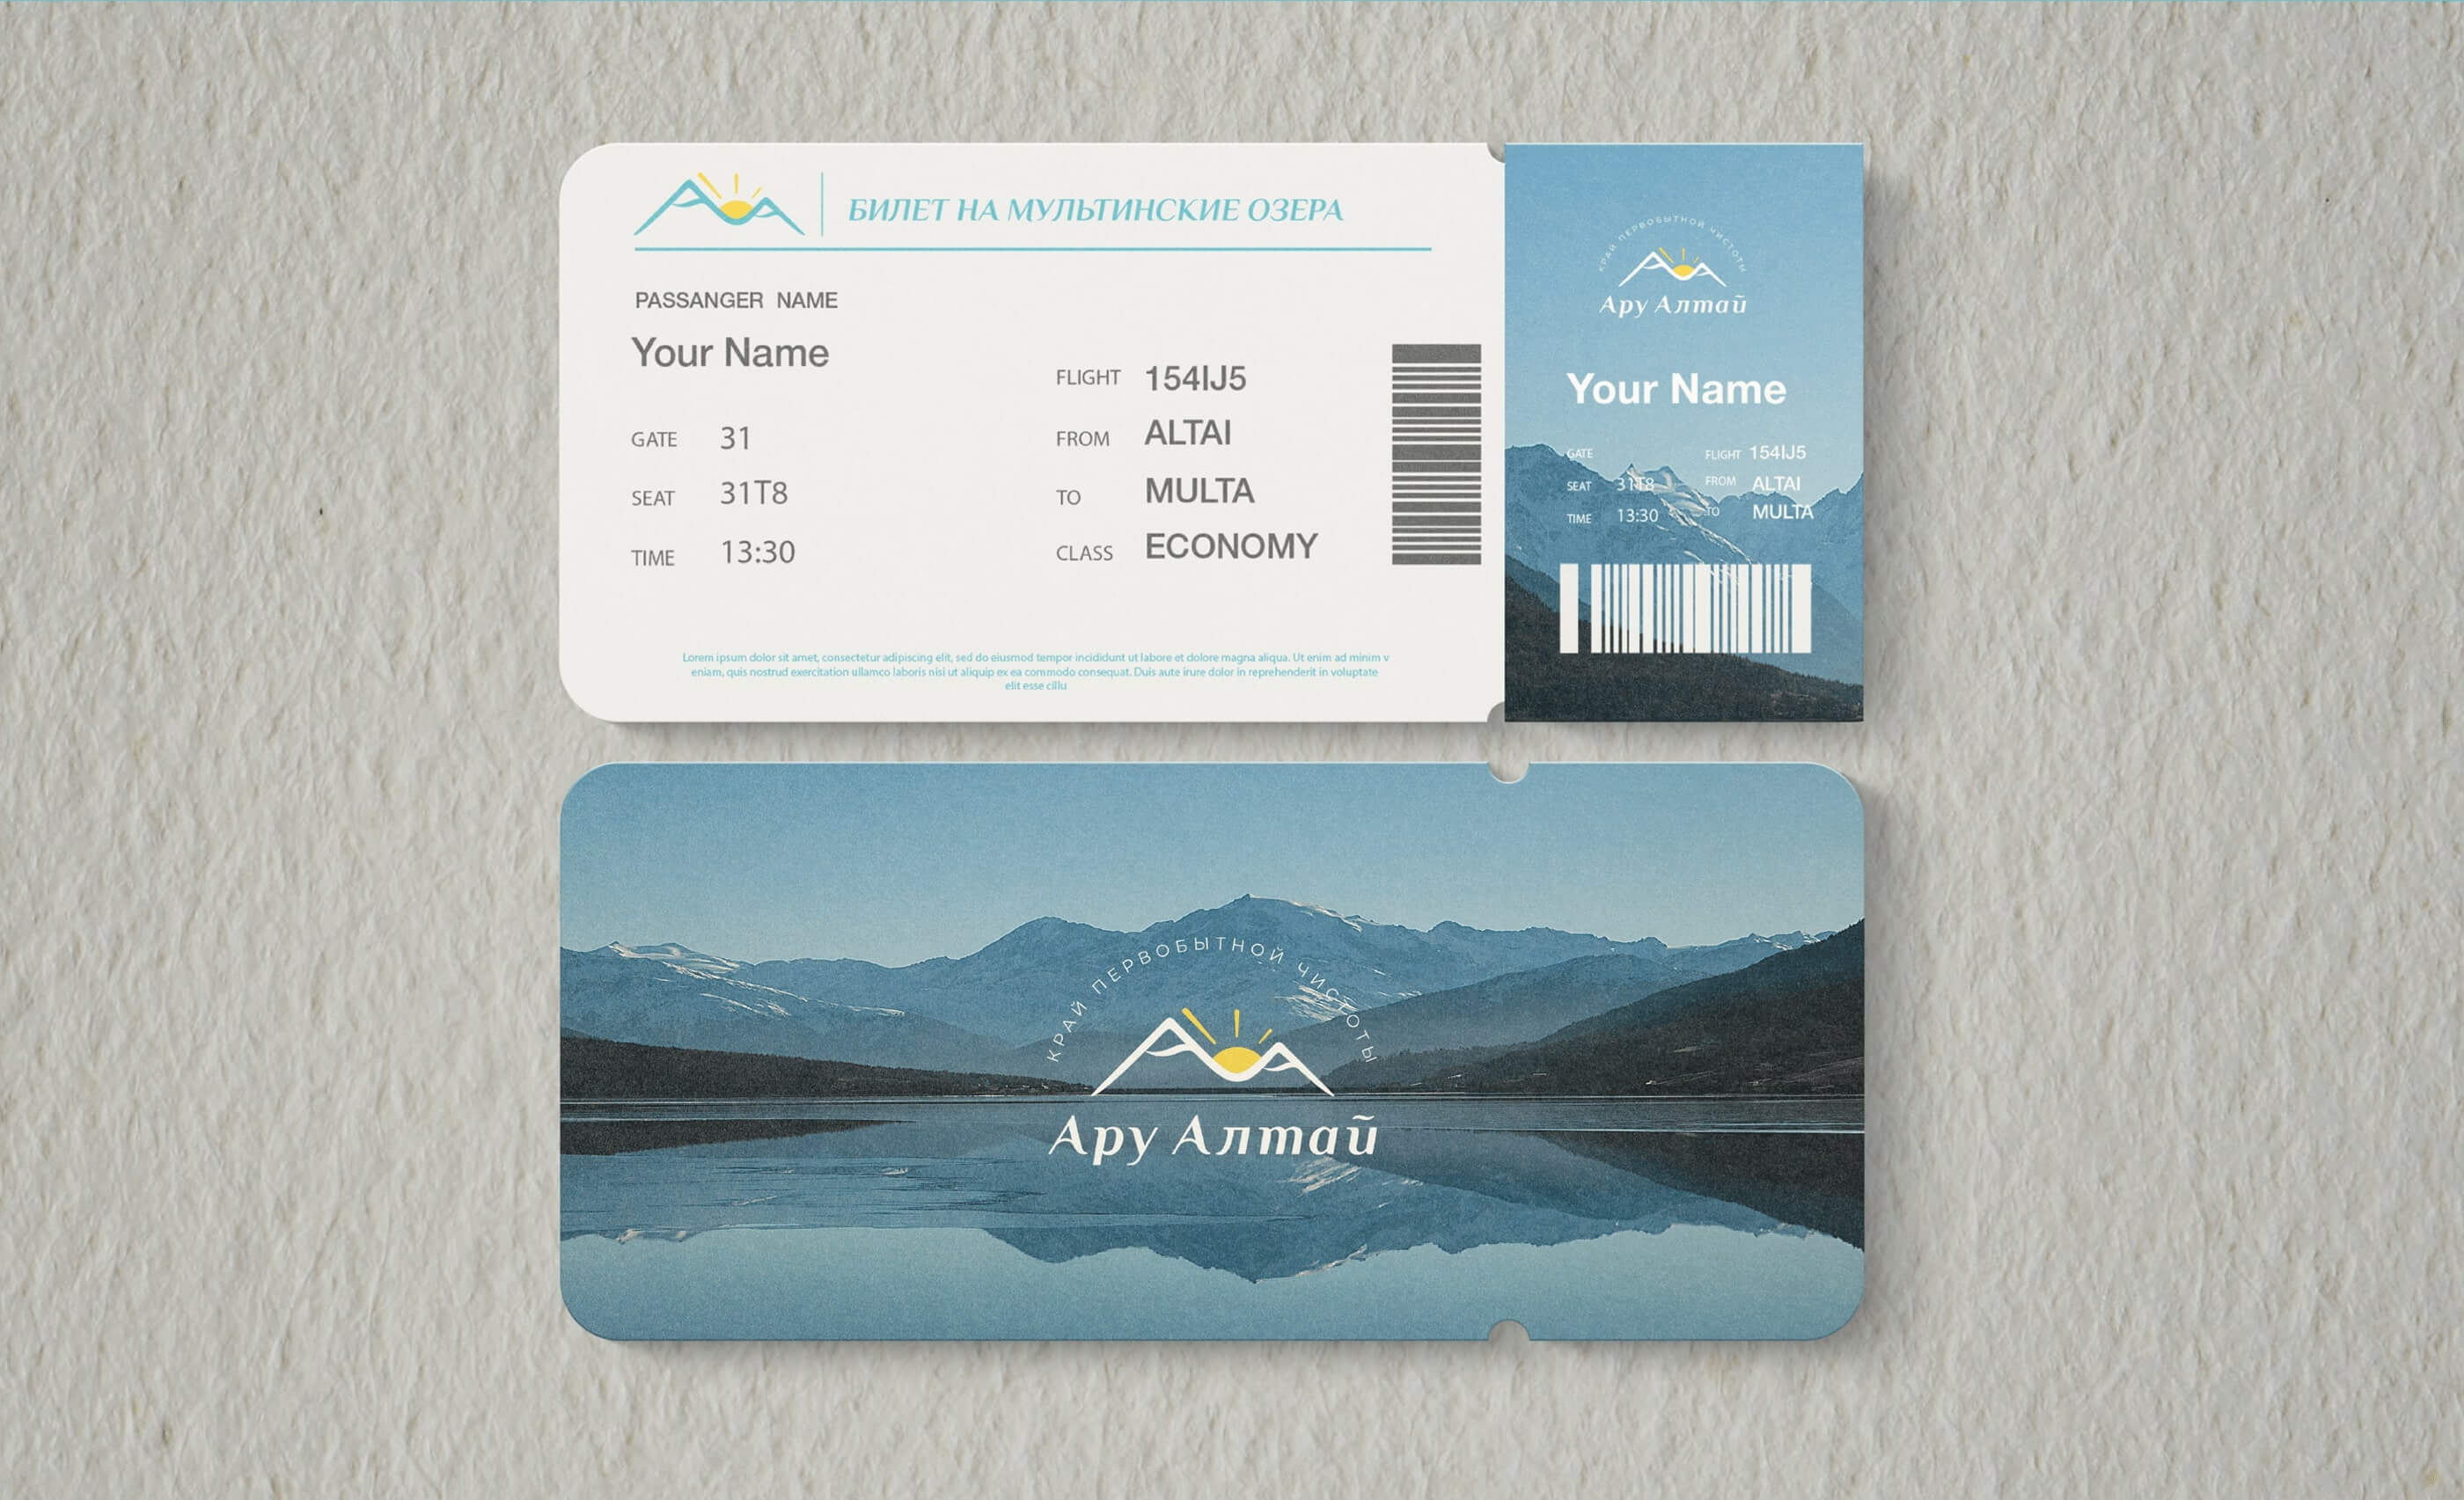 БИЛЕТ НА МУЛЬТИНСКИЕ ОЗЕРА
PASSANGER NAME
Your Name
GATE 31
SEAT 31T8
TIME 13:30
FLIGHT 154IJ5
FROM ALTAI
TO MULTA
CLASS ECONOMY
Lorem ipsum dolor sit amet, consectetur adipiscing elit, sed do eiusmod tempor incididunt ut labore et dolore magna aliqua. Ut enim ad minim v
eniam, quis nostrud exercitation ullamco laboris nisi ut aliquip ex ea commodo consequat. Duis aute irure dolor in reprehenderit in voluptate
elit esse cillu
КРАЙ ПЕРВОБЫТНОЙ ЧИСТОТЫ
Ару Алтай
Your Name
GATE
SEAT 31T8
TIME 13:30
FLIGHT 154IJ5
FROM ALTAI
TO MULTA
КРАЙ ПЕРВОБЫТНОЙ ЧИСТОТЫ
Ару Алтай